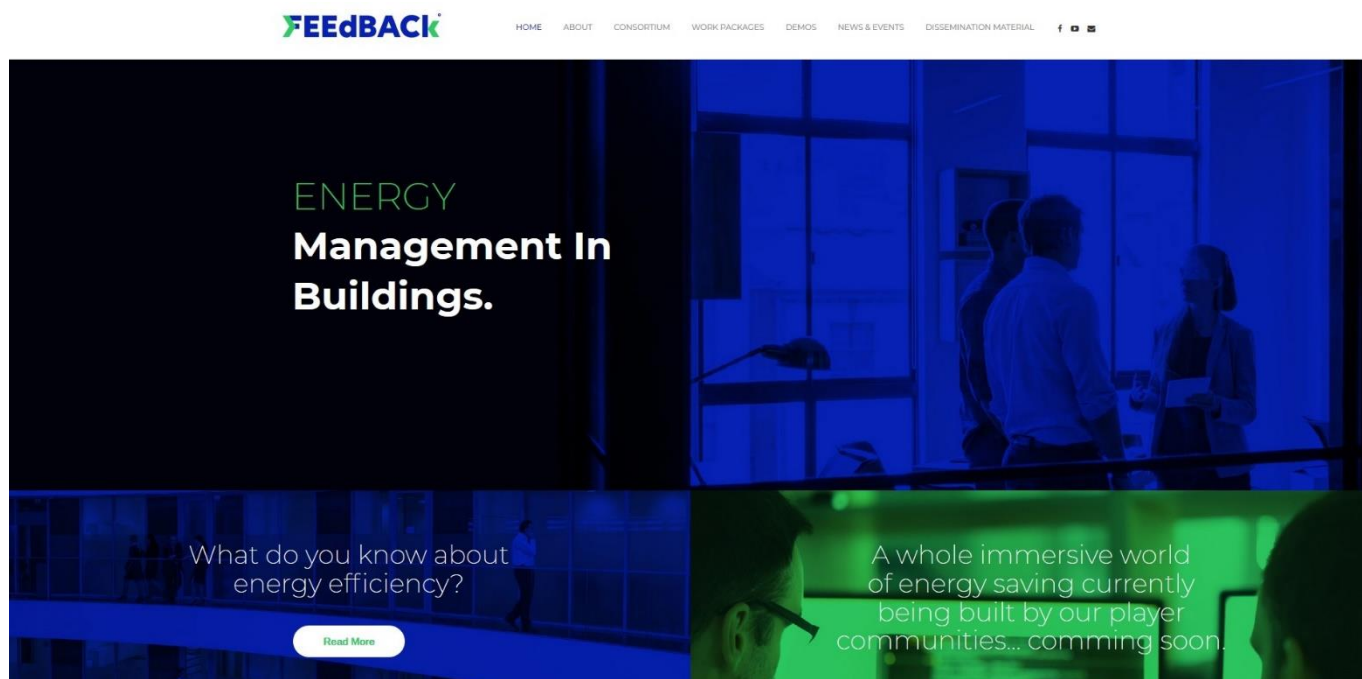 FEEdBACK
HOME ABOUT CONSORTIUM WORK PACKAGES DEMOS NEWS & EVENTS DISSEMINATION MATERIAL
ENERGY
Management In
Buildings.
What do you know about
energy efficiency?
Read More
A whole immersive world
of energy saving currently
being built by our player
communities... comming soon.